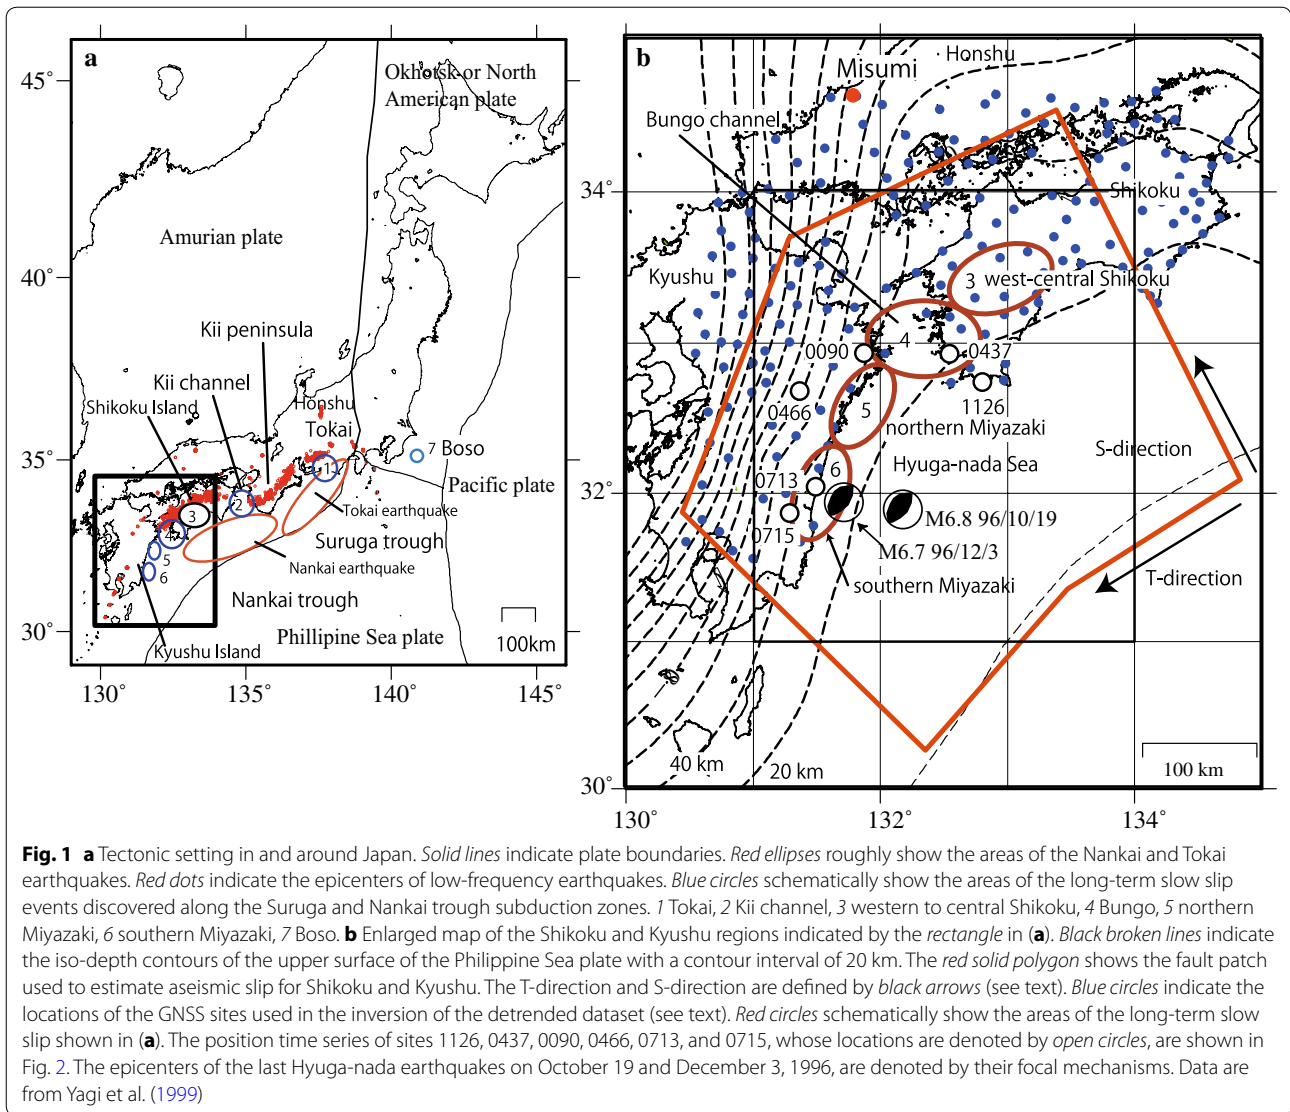 a
45°
40°
35°
30°
130°
135°
140°
145°
Okhotsk or North
American plate
Amurian plate
Kii peninsula
Kii channel
Shikoku Island
Honshu
Tokai
7 Boso
Pacific plate
1
2
3
4
5
6
Tokai earthquake
Suruga trough
Nankai earthquake
Nankai trough
Phillipine Sea plate
Kyushu Island
100km
b
Honshu
Misumi
Bungo channel
34°
32°
30°
130°
132°
134°
Shikoku
Kyushu
3 west-central Shikoku
4
0090
0437
0466
1126
5
northern Miyazaki
6
Hyuga-nada Sea
S-direction
0713
0715
M6.8 96/10/19
M6.7 96/12/3
southern Miyazaki
T-direction
40 km
20 km
100 km
Fig. 1 a Tectonic setting in and around Japan. Solid lines indicate plate boundaries. Red ellipses roughly show the areas of the Nankai and Tokai
earthquakes. Red dots indicate the epicenters of low-frequency earthquakes. Blue circles schematically show the areas of the long-term slow slip
events discovered along the Suruga and Nankai trough subduction zones. 1 Tokai, 2 Kii channel, 3 western to central Shikoku, 4 Bungo, 5 northern
Miyazaki, 6 southern Miyazaki, 7 Boso. b Enlarged map of the Shikoku and Kyushu regions indicated by the rectangle in (a). Black broken lines indicate
the iso-depth contours of the upper surface of the Philippine Sea plate with a contour interval of 20 km. The red solid polygon shows the fault patch
used to estimate aseismic slip for Shikoku and Kyushu. The T-direction and S-direction are defined by black arrows (see text). Blue circles indicate the
locations of the GNSS sites used in the inversion of the detrended dataset (see text). Red circles schematically show the areas of the long-term slow
slip shown in (a). The position time series of sites 1126, 0437, 0090, 0466, 0713, and 0715, whose locations are denoted by open circles, are shown in
Fig. 2. The epicenters of the last Hyuga-nada earthquakes on October 19 and December 3, 1996, are denoted by their focal mechanisms. Data are
from Yagi et al. (1999)